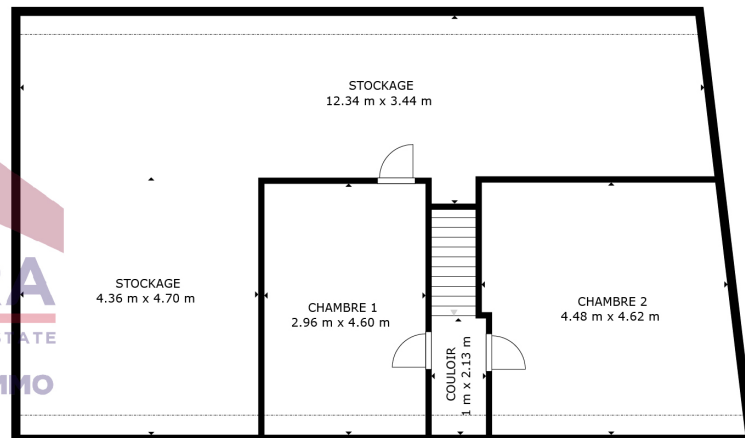 STOCKAGE
12.34 m x 3.44 m
STOCKAGE
4.36 m x 4.70 m
CHAMBRE 1
2.96 m x 4.60 m
COULOIR
1 m x 2.13 m
CHAMBRE 2
4.48 m x 4.62 m